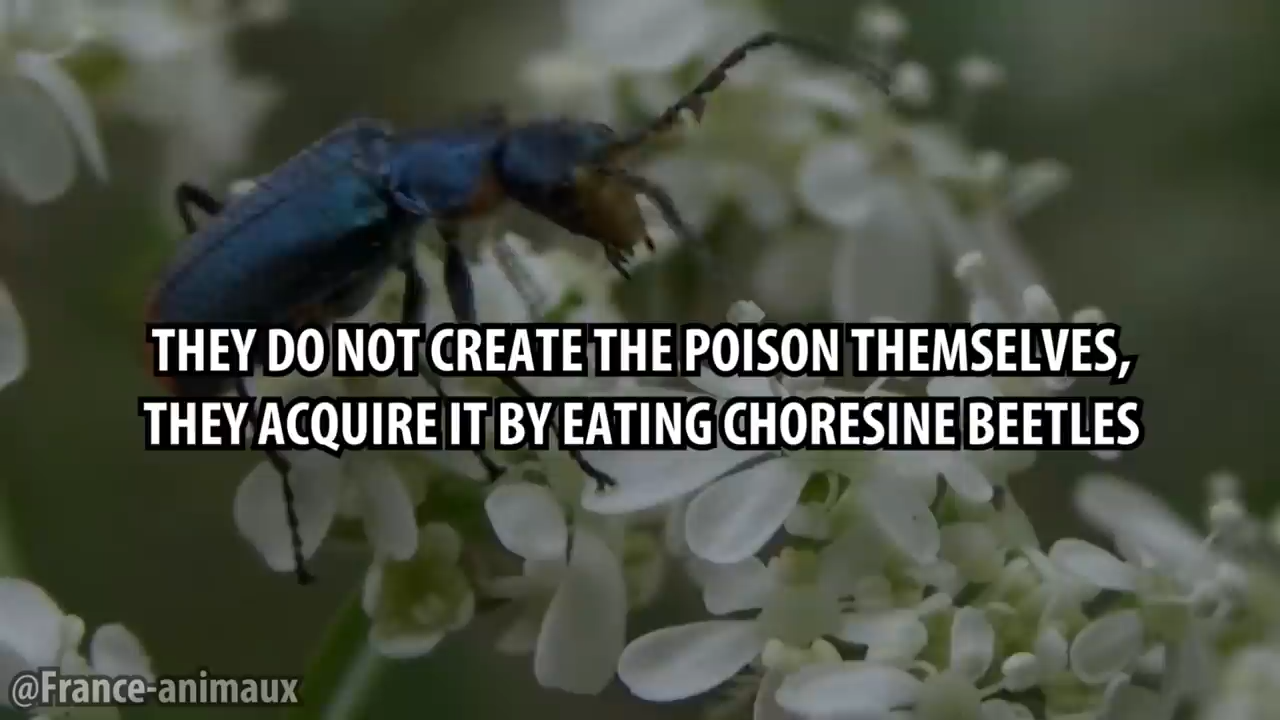 THEY DO NOT CREATE THE POISON THEMSELVES,
THEY ACQUIRE IT BY EATING CHORESINE BEETLES
@France-animaux